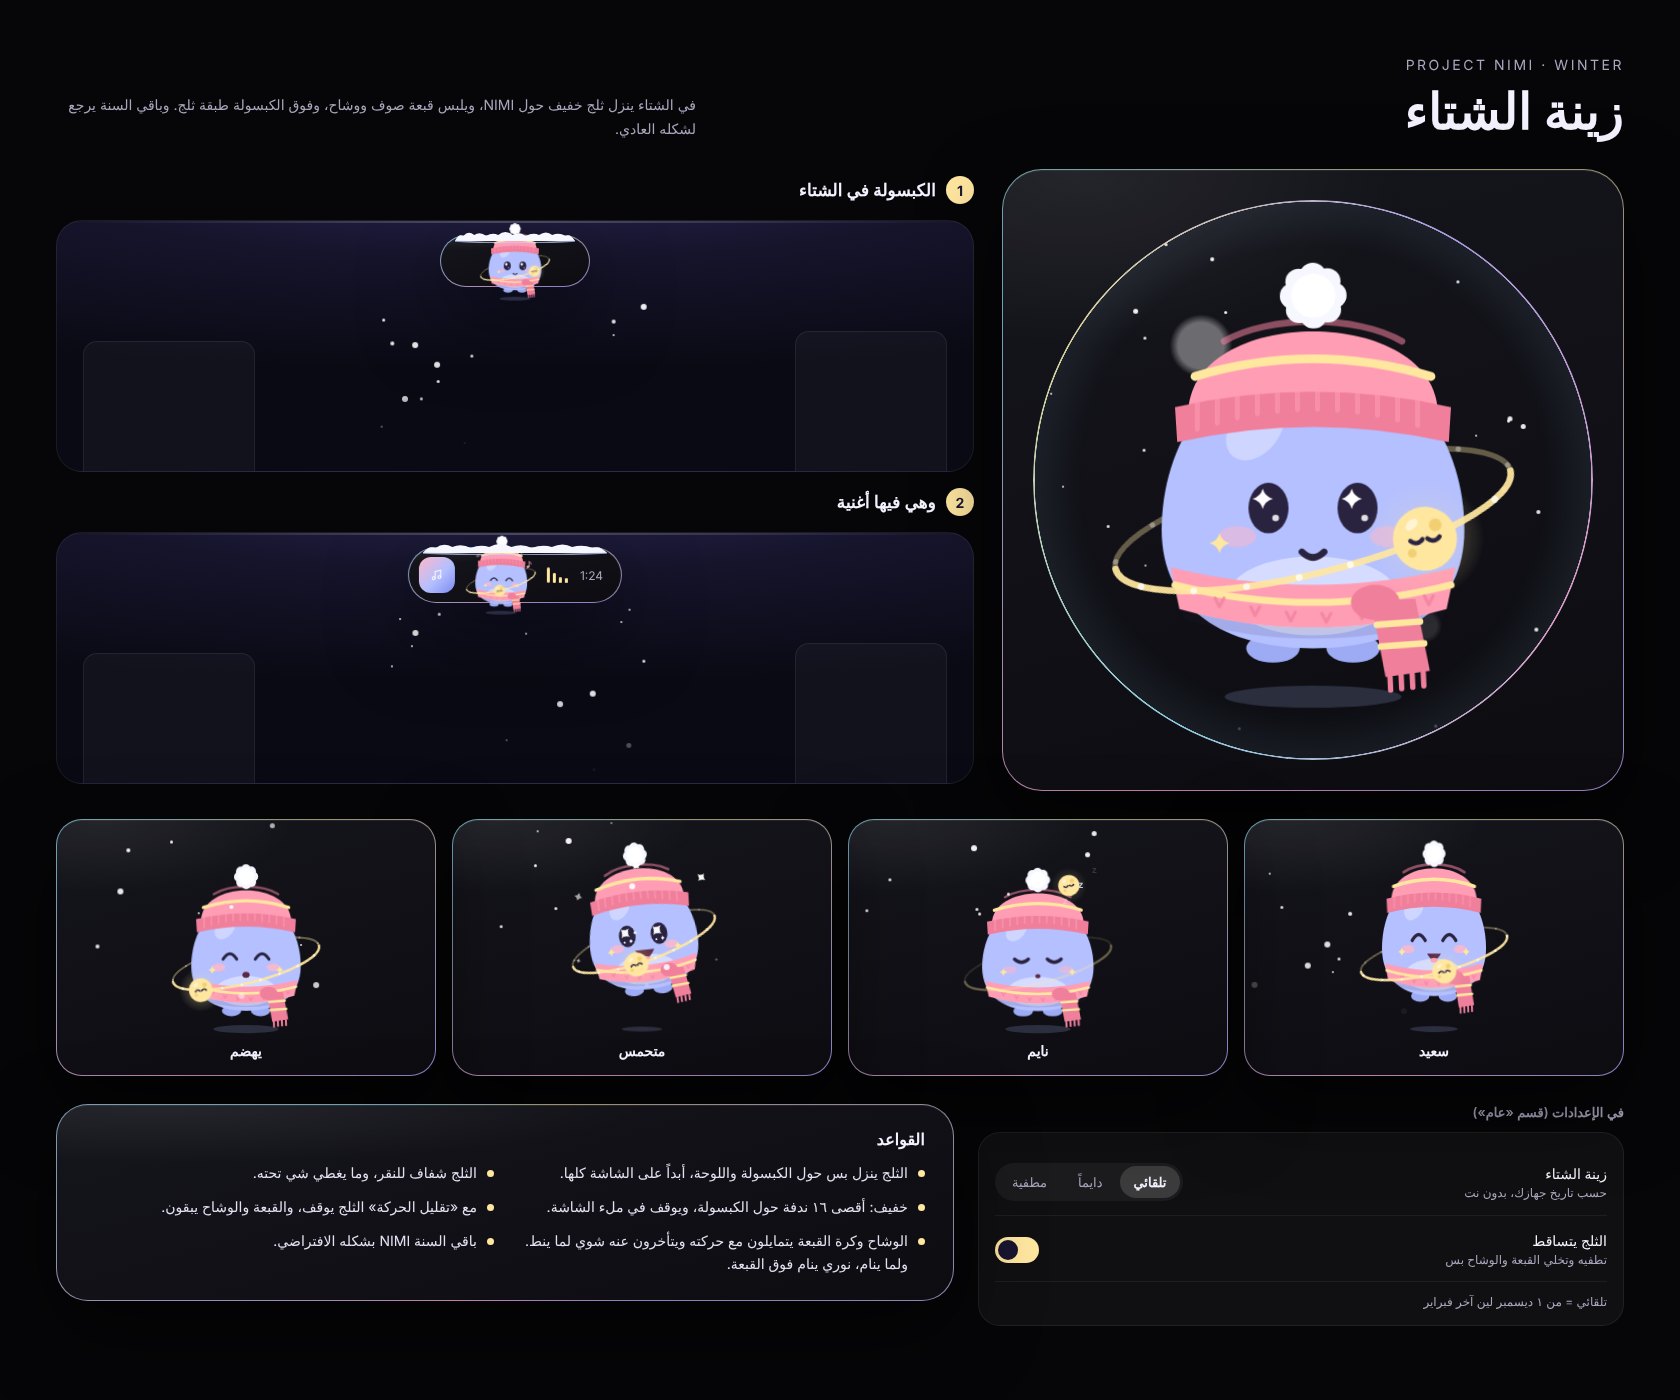 PROJECT NIMI · WINTER
زينة الشتاء
في الشتاء ينزل ثلج خفيف حول NIMI، ويلبس قبعة صوف ووشاح، وفوق الكبسولة طبقة ثلج. وباقي السنة يرجع
لشكله العادي.
1 الكبسولة في الشتاء
2 وهي فيها أغنية
1:24
سعيد
نايم
z
z
متحمس
يهضم
في الإعدادات (قسم «عام»)
زينة الشتاء
حسب تاريخ جهازك، بدون نت
تلقائي دايماً مطفية
الثلج يتساقط
تطفيه وتخلي القبعة والوشاح بس
تلقائي = من ١ ديسمبر لين آخر فبراير
القواعد
الثلج ينزل بس حول الكبسولة واللوحة، أبداً على الشاشة كلها.
خفيف: أقصى ١٦ ندفة حول الكبسولة، ويوقف في ملء الشاشة.
الوشاح وكرة القبعة يتمايلون مع حركته ويتأخرون عنه شوي لما ينط.
ولما ينام، نوري ينام فوق القبعة.
الثلج شفاف للنقر، وما يغطي شي تحته.
مع «تقليل الحركة» الثلج يوقف، والقبعة والوشاح يبقون.
باقي السنة NIMI بشكله الافتراضي.